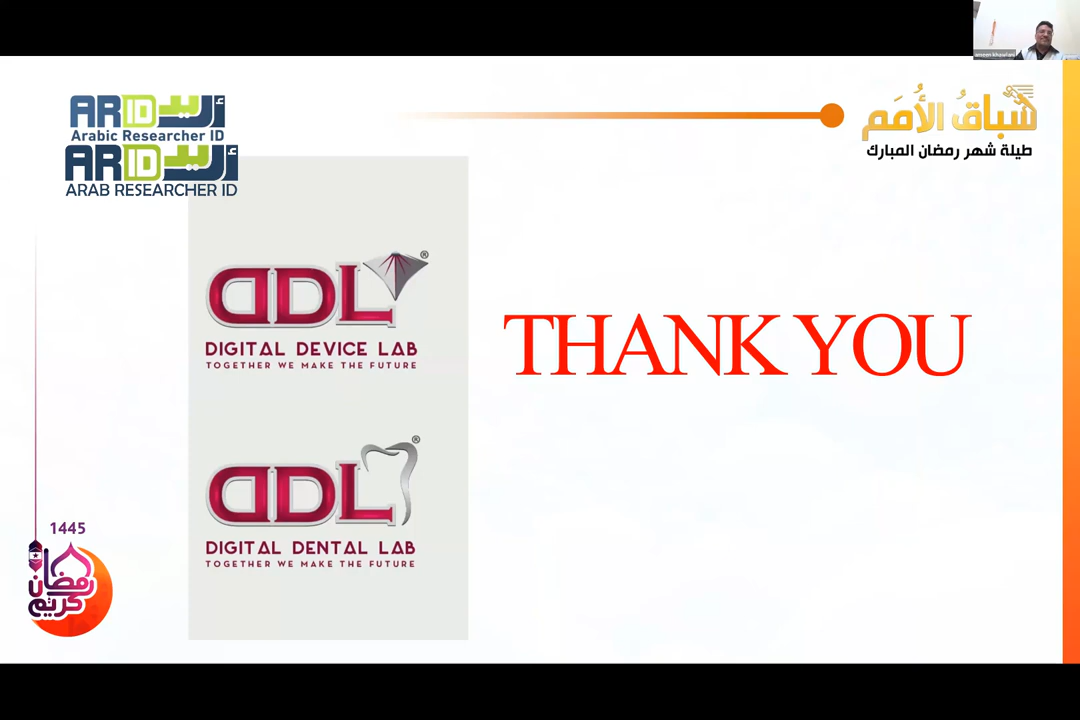 ARID أريد
Arabic Researcher ID
ARID أريد
ARAB RESEARCHER ID
سباقُ الأُمَم
طيلة شهر رمضان المبارك
DDL®
DIGITAL DEVICE LAB
TOGETHER WE MAKE THE FUTURE
THANK YOU
DDL®
DIGITAL DENTAL LAB
TOGETHER WE MAKE THE FUTURE
1445
رمضان
كريم